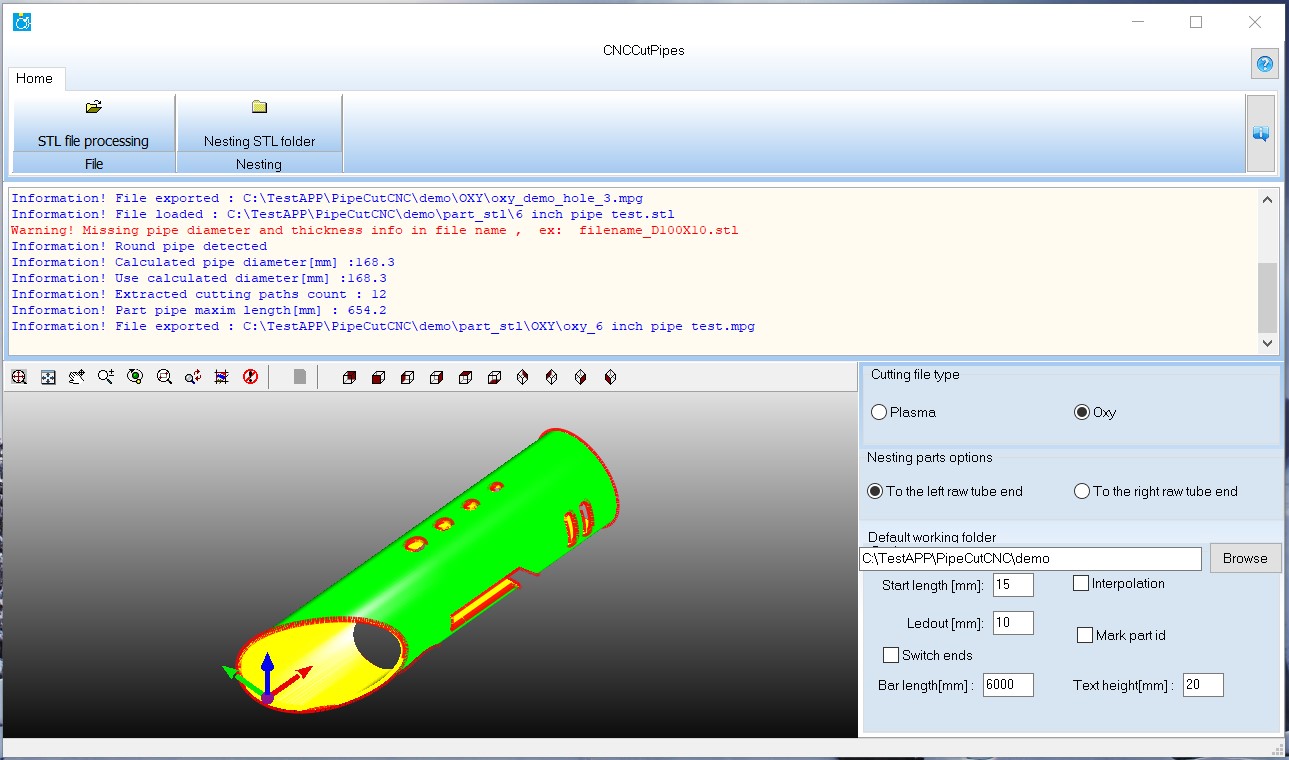 CNCCutPipes
Home
STL file processing
Nesting STL folder
File
Nesting
Information! File exported : C:\TestAPP\PipeCutCNC\demo\OXY\oxy_demo_hole_3.mpg
Information! File loaded : C:\TestAPP\PipeCutCNC\demo\part_stl\6 inch pipe test.stl
Warning! Missing pipe diameter and thickness info in file name ,  ex:  filename_D100X10.stl
Information! Round pipe detected
Information! Calculated pipe diameter[mm] :168.3
Information! Use calculated diameter[mm] :168.3
Information! Extracted cutting paths count : 12
Information! Part pipe maxim length[mm] : 654.2
Information! File exported : C:\TestAPP\PipeCutCNC\demo\part_stl\OXY\oxy_6 inch pipe test.mpg
Cutting file type
Plasma
Oxy
Nesting parts options
To the left raw tube end
To the right raw tube end
Default working folder
C:\TestAPP\PipeCutCNC\demo
Browse
Start length [mm]: 15
Interpolation
Ledout [mm]: 10
Mark part id
Switch ends
Bar length[mm] : 6000
Text height[mm] : 20